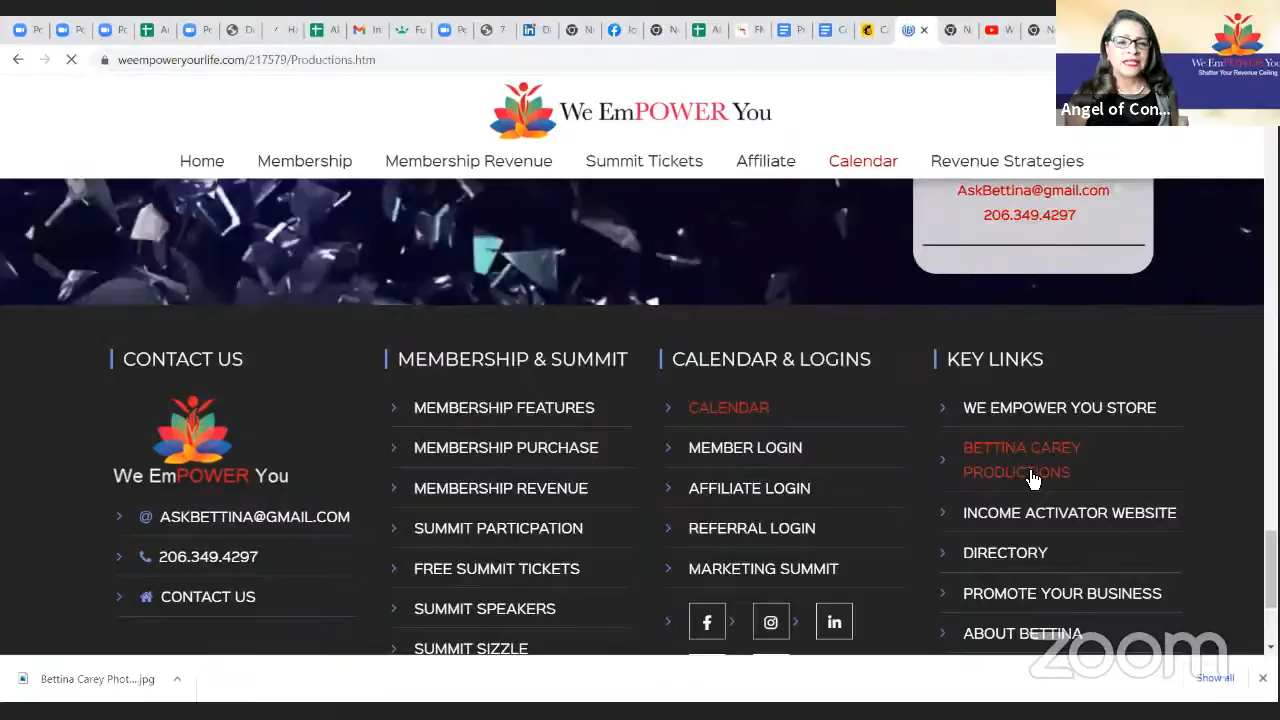 weempoweryourlife.com/217579/Productions.htm
We EmPOWER You
Shatter Your Revenue Ceiling
Angel of Con...
We EmPOWER You
Home
Membership
Membership Revenue
Summit Tickets
Affiliate
Calendar
Revenue Strategies
AskBettina@gmail.com
206.349.4297
CONTACT US
We EmPOWER You
@ ASKBETTINA@GMAIL.COM
206.349.4297
CONTACT US
MEMBERSHIP & SUMMIT
MEMBERSHIP FEATURES
MEMBERSHIP PURCHASE
MEMBERSHIP REVENUE
SUMMIT PARTICPATION
FREE SUMMIT TICKETS
SUMMIT SPEAKERS
SUMMIT SIZZLE
CALENDAR & LOGINS
CALENDAR
MEMBER LOGIN
AFFILIATE LOGIN
REFERRAL LOGIN
MARKETING SUMMIT
KEY LINKS
WE EMPOWER YOU STORE
BETTINA CAREY
PRODUCTIONS
INCOME ACTIVATOR WEBSITE
DIRECTORY
PROMOTE YOUR BUSINESS
ABOUT BETTINA
zoom
Bettina Carey Phot....jpg
Show all